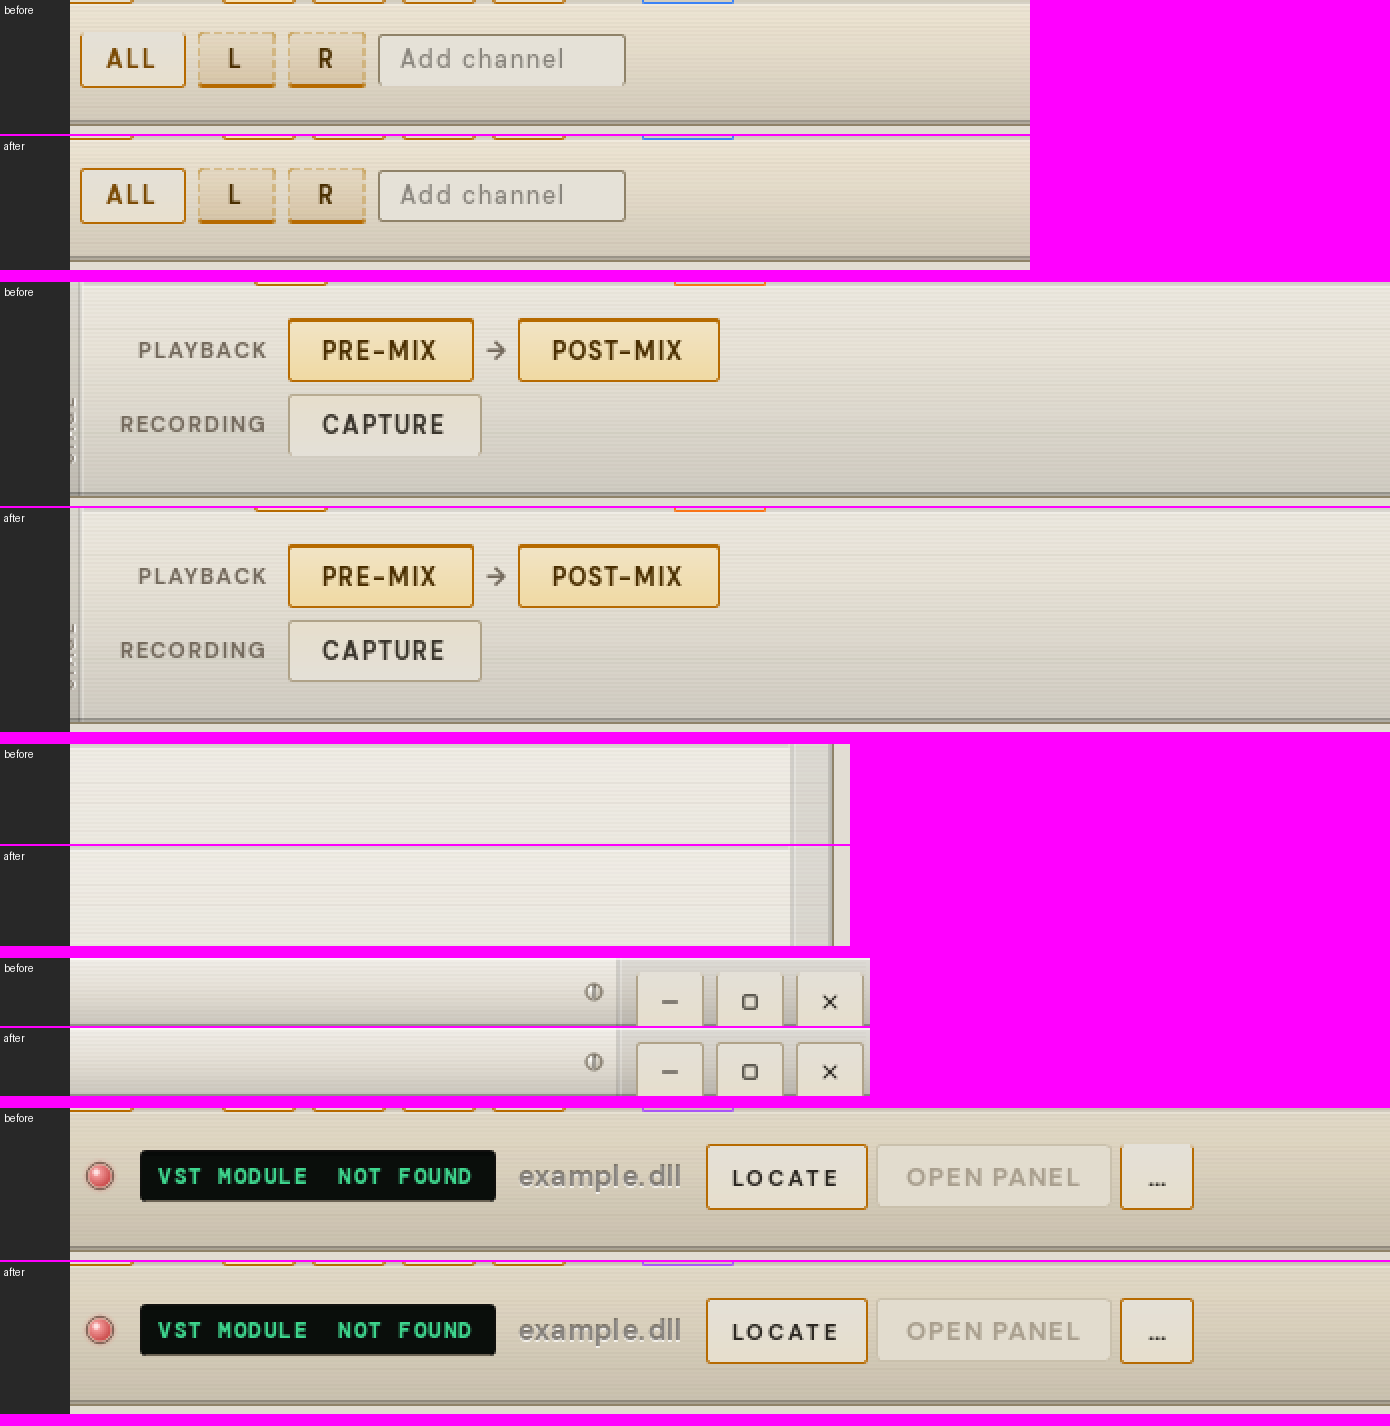 before
ALL L R Add channel
after
ALL L R Add channel
before
PLAYBACK PRE-MIX → POST-MIX
RECORDING CAPTURE
after
PLAYBACK PRE-MIX → POST-MIX
RECORDING CAPTURE
before
after
before
after
before
VST MODULE NOT FOUND example.dll LOCATE OPEN PANEL ...
after
VST MODULE NOT FOUND example.dll LOCATE OPEN PANEL ...